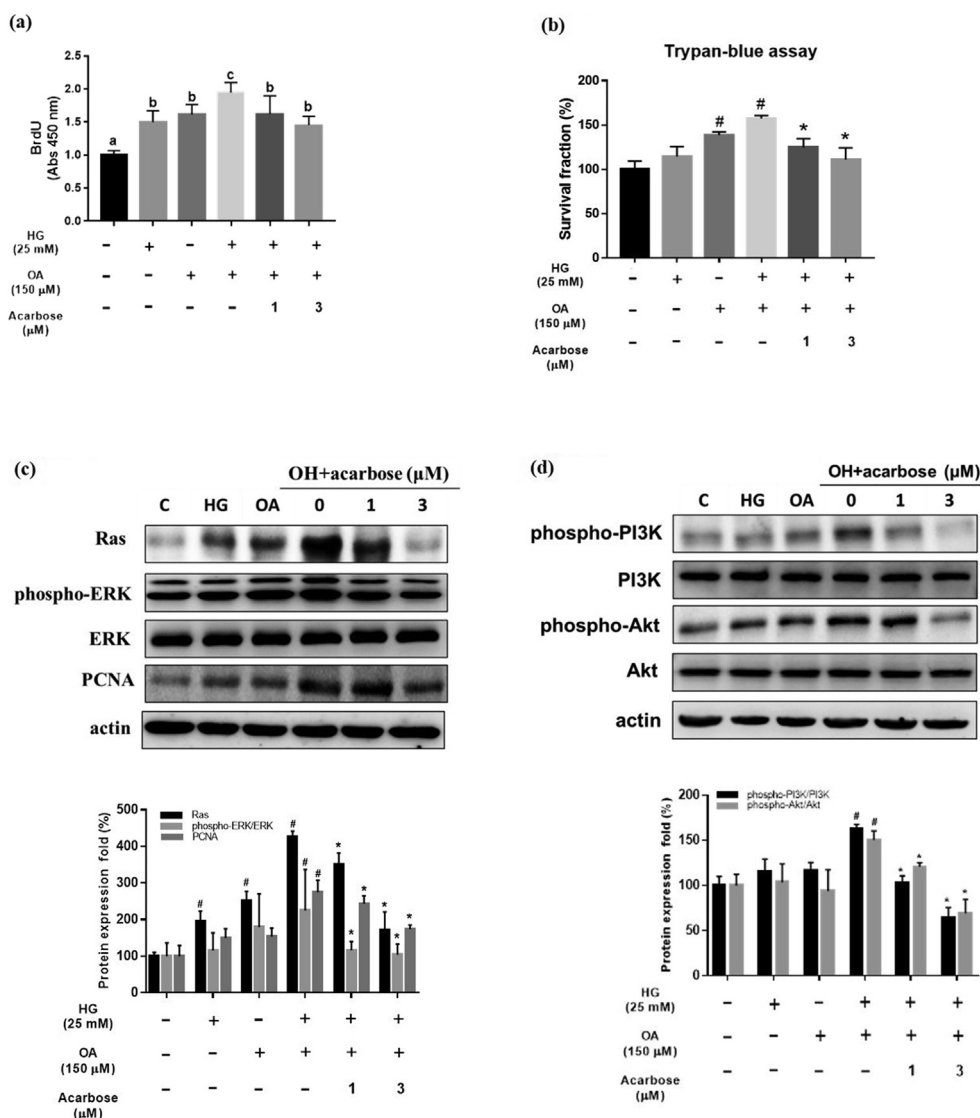 (a)
c
b
b
b
b
a
BrdU
(Abs 450 nm)
2.5
2.0
1.5
1.0
0.5
0.0
HG
(25 mM)
– + – + + +
OA
(150 μM)
– – + + + +
Acarbose
(μM)
– – – – 1 3
(b)
Trypan-blue assay
#
#
*
*
Survival fraction (%)
200
150
100
50
0
HG
(25 mM)
– + – + + +
OA
(150 μM)
– – + + + +
Acarbose
(μM)
– – – – 1 3
(c)
OH+acarbose (μM)
C HG OA 0 1 3
Ras
phospho-ERK
ERK
PCNA
actin
Protein expression fold (%)
500
400
300
200
100
0
Ras
phospho-ERK/ERK
PCNA
#
#
#
#
#
*
*
*
*
*
*
HG
(25 mM)
– + – + + +
OA
(150 μM)
– – + + + +
Acarbose
(μM)
– – – – 1 3
(d)
OH+acarbose (μM)
C HG OA 0 1 3
phospho-PI3K
PI3K
phospho-Akt
Akt
actin
Protein expression fold (%)
200
150
100
50
0
phospho-PI3K/PI3K
phospho-Akt/Akt
#
#
*
*
*
*
HG
(25 mM)
– + – + + +
OA
(150 μM)
– – + + + +
Acarbose
(μM)
– – – – 1 3